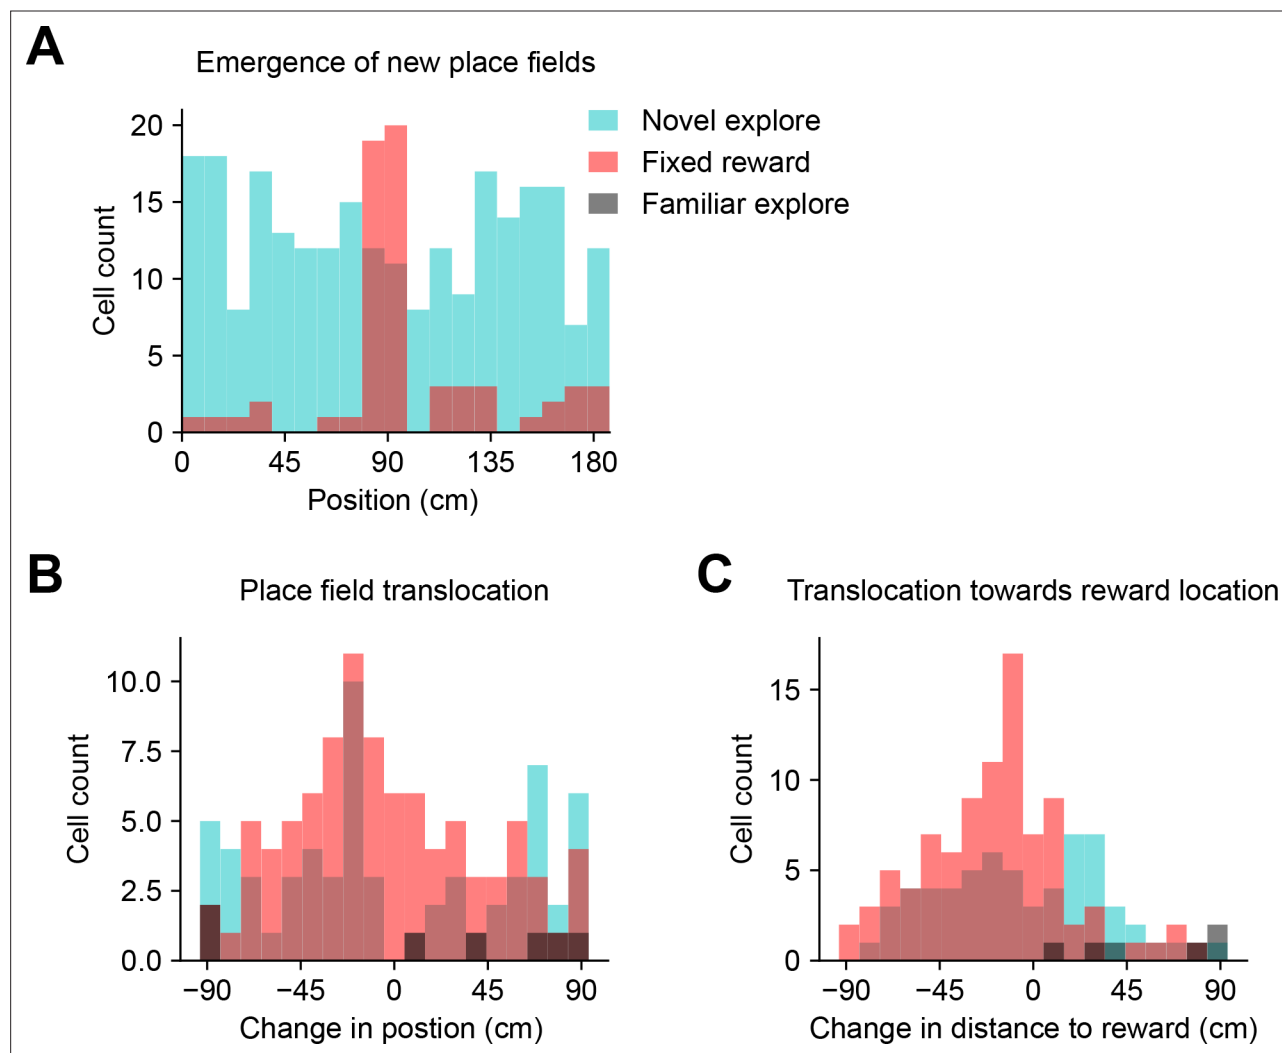 A
Emergence of new place fields
Novel explore
Fixed reward
Familiar explore
Cell count
20
15
10
5
0
0 45 90 135 180
Position (cm)
B
Place field translocation
Cell count
10.0
7.5
5.0
2.5
0.0
−90 −45 0 45 90
Change in postion (cm)
C
Translocation towards reward location
Cell count
15
10
5
0
−90 −45 0 45 90
Change in distance to reward (cm)